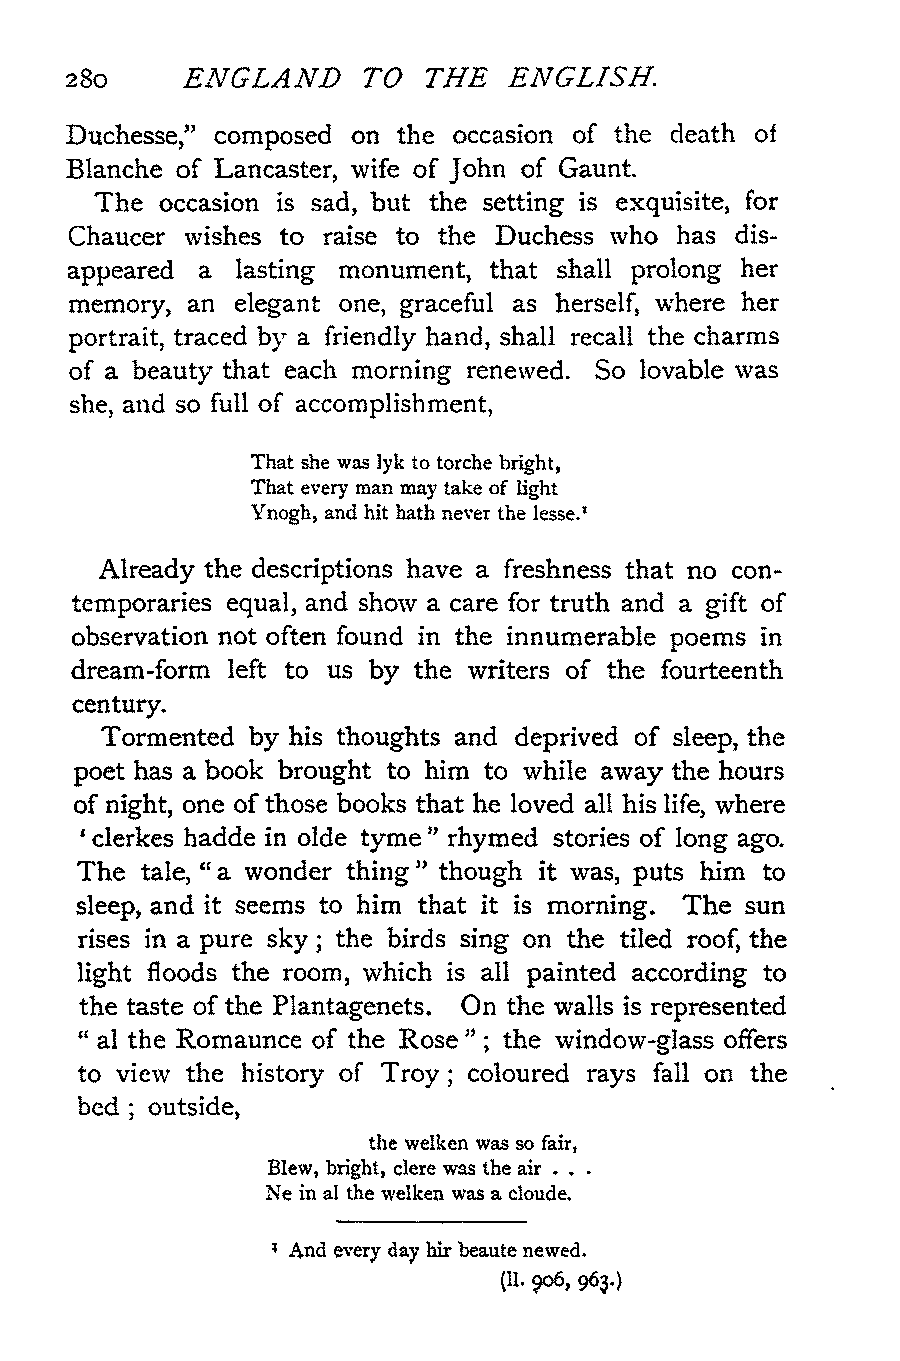 280 ENGLAND TO THE ENGLISH.
Duchesse," composed on the occasion of the death of
Blanche of Lancaster, wife of John of Gaunt.
The occasion is sad, but the setting is exquisite, for
Chaucer wishes to raise to the Duchess who has dis-
appeared a lasting monument, that shall prolong her
memory, an elegant one, graceful as herself, where her
portrait, traced by a friendly hand, shall recall the charms
of a beauty that each morning renewed. So lovable was
she, and so full of accomplishment,
That she was lyk to torche bright,
That every man may take of light
Ynogh, and hit hath never the lesse.¹
Already the descriptions have a freshness that no con-
temporaries equal, and show a care for truth and a gift of
observation not often found in the innumerable poems in
dream-form left to us by the writers of the fourteenth
century.
Tormented by his thoughts and deprived of sleep, the
poet has a book brought to him to while away the hours
of night, one of those books that he loved all his life, where
'clerkes hadde in olde tyme" rhymed stories of long ago.
The tale, "a wonder thing" though it was, puts him to
sleep, and it seems to him that it is morning. The sun
rises in a pure sky; the birds sing on the tiled roof, the
light floods the room, which is all painted according to
the taste of the Plantagenets. On the walls is represented
"al the Romaunce of the Rose"; the window-glass offers
to view the history of Troy; coloured rays fall on the
bed; outside,
the welken was so fair,
Blew, bright, clere was the air . . .
Ne in al the welken was a cloude.
¹ And every day hir beaute newed.
(ll. 906, 963.)